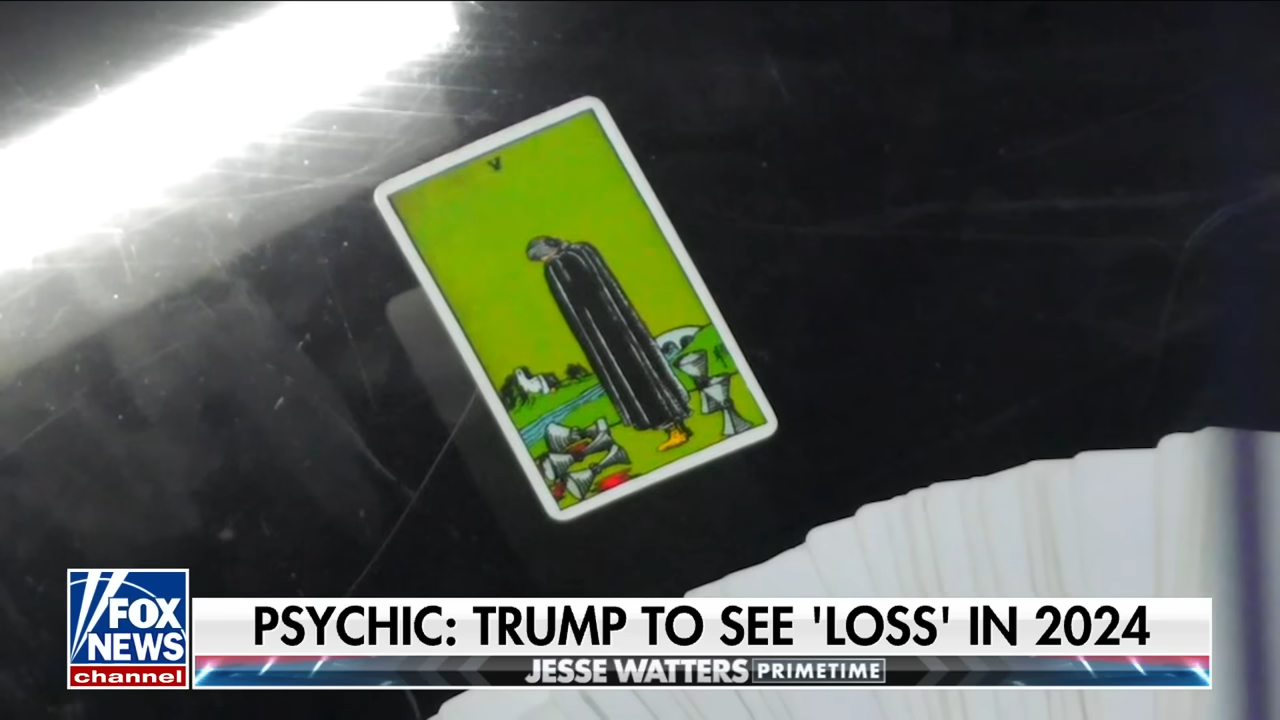 V
FOX
NEWS
channel
PSYCHIC: TRUMP TO SEE 'LOSS' IN 2024
JESSE WATTERS PRIMETIME